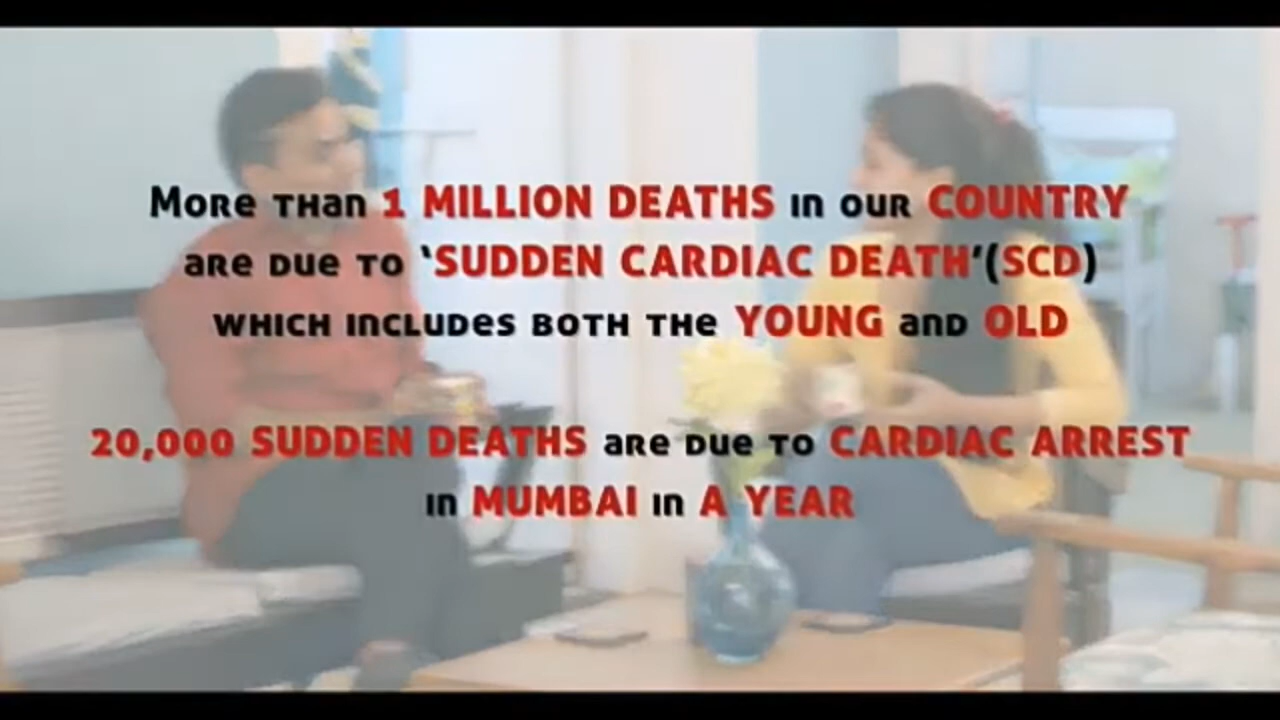 More than 1 MILLION DEATHS in our COUNTRY
are due to ‘SUDDEN CARDIAC DEATH’(SCD)
which includes both the YOUNG and OLD
20,000 SUDDEN DEATHS are due to CARDIAC ARREST
in MUMBAI in A YEAR